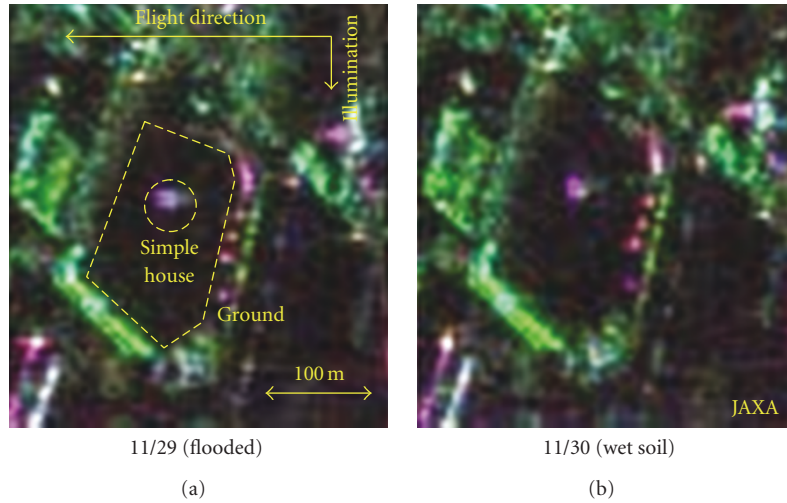 Flight direction
Illumination
Simple
house
Ground
100 m
JAXA
11/29 (flooded)
11/30 (wet soil)
(a)
(b)